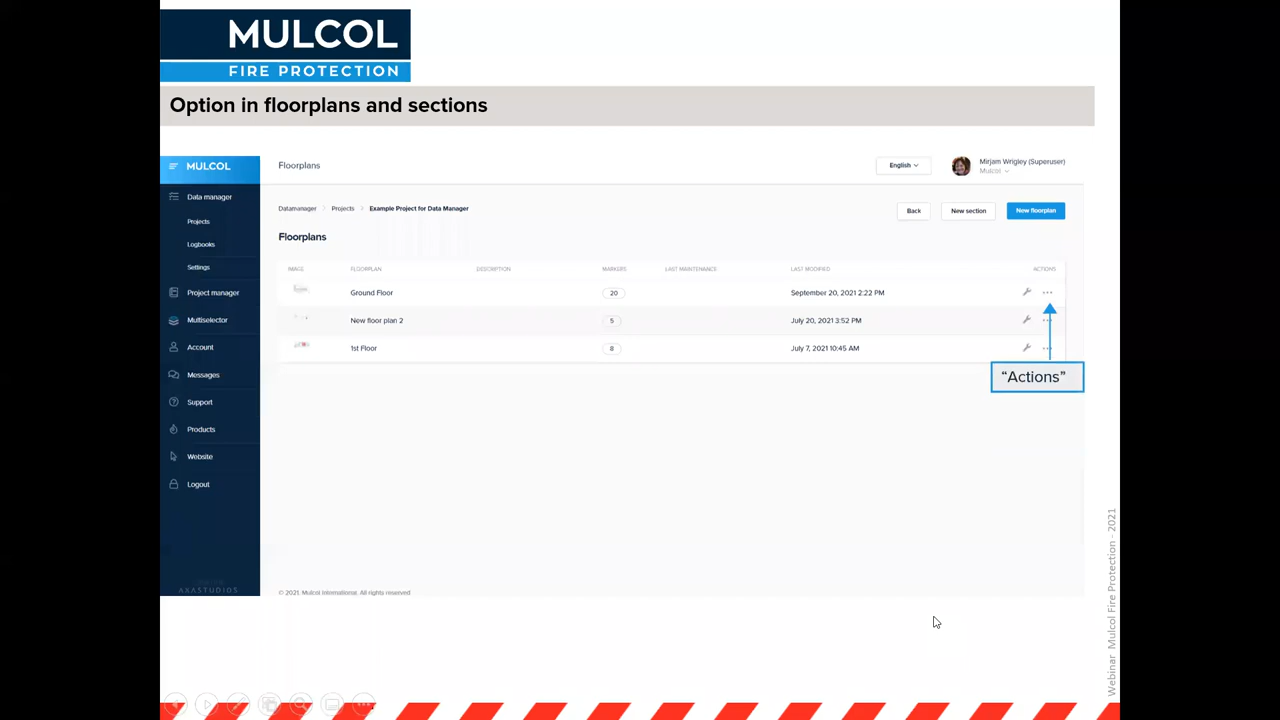 MULCOL
FIRE PROTECTION
Option in floorplans and sections
MULCOL
Floorplans
English
Mirjam Wrigley (Superuser)
Mulcol
Data manager
Projects
Logbooks
Settings
Project manager
Multiselector
Account
Messages
Support
Products
Website
Logout
AXASTUDIOS
Datamanager > Projects > Example Project for Data Manager
Back
New section
New floorplan
Floorplans
IMAGE FLOORPLAN DESCRIPTION MARKERS LAST MAINTENANCE LAST MODIFIED ACTIONS
Ground Floor 20 September 20, 2021 2:22 PM
New floor plan 2 5 July 20, 2021 3:52 PM
1st Floor 8 July 7, 2021 10:45 AM
“Actions”
© 2021. Mulcol International. All rights reserved
Webinar Mulcol Fire Protection - 2021